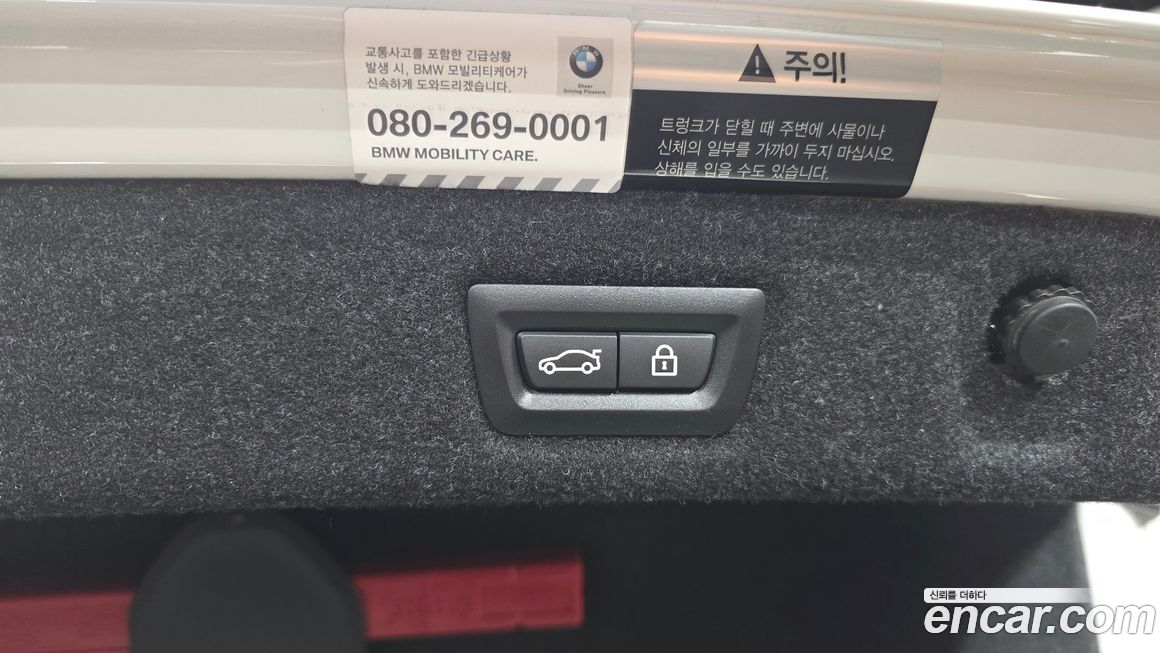 교통사고를 포함한 긴급상황
발생 시, BMW 모빌리티케어가
신속하게 도와드리겠습니다.
BMW
Sheer
Driving Pleasure
080-269-0001
BMW MOBILITY CARE.
주의!
트렁크가 닫힐 때 주변에 사물이나
신체의 일부를 가까이 두지 마십시오.
상해를 입을 수도 있습니다.
신뢰를 더하다
encar.com